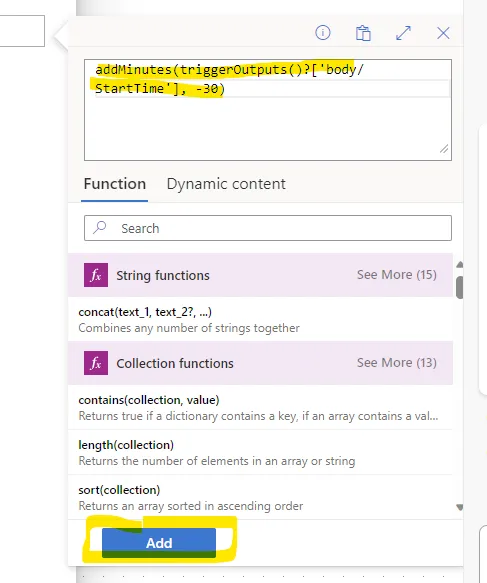 addMinutes(triggerOutputs()?['body/
StartTime'], -30)
Function Dynamic content
Search
fx String functions See More (15)
concat(text_1, text_2?, ...)
Combines any number of strings together
fx Collection functions See More (13)
contains(collection, value)
Returns true if a dictionary contains a key, if an array contains a val...
length(collection)
Returns the number of elements in an array or string
sort(collection)
Returns an array sorted in ascending order
Add